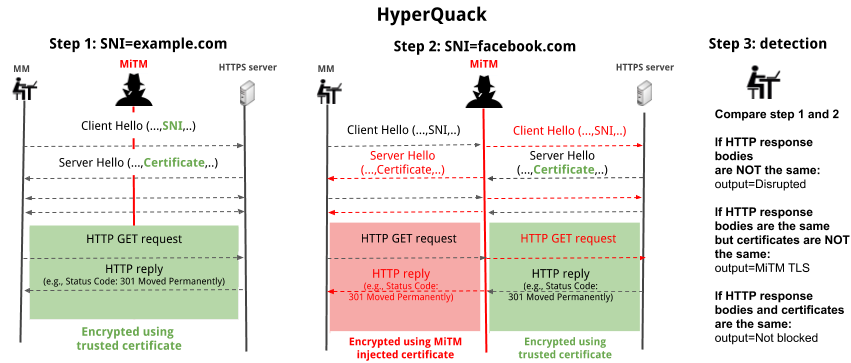 HyperQuack
Step 1: SNI=example.com
MM
MiTM
HTTPS server
Client Hello (...,SNI,..)
Server Hello (...,Certificate,..)
HTTP GET request
HTTP reply
(e.g., Status Code: 301 Moved Permanently)
Encrypted using
trusted certificate
Step 2: SNI=facebook.com
MM
MiTM
HTTPS server
Client Hello (...,SNI,..)
Client Hello (...,SNI,..)
Server Hello
(...,Certificate,..)
Server Hello
(...,Certificate,..)
HTTP GET request
HTTP GET request
HTTP reply
(e.g., Status Code:
301 Moved Permanently)
HTTP reply
(e.g., Status Code:
301 Moved Permanently)
Encrypted using MiTM
injected certificate
Encrypted using
trusted certificate
Step 3: detection
Compare step 1 and 2
If HTTP response
bodies
are NOT the same:
output=Disrupted
If HTTP response
bodies are the same
but certificates are NOT
the same:
output=MiTM TLS
If HTTP response
bodies and certificates
are the same:
output=Not blocked